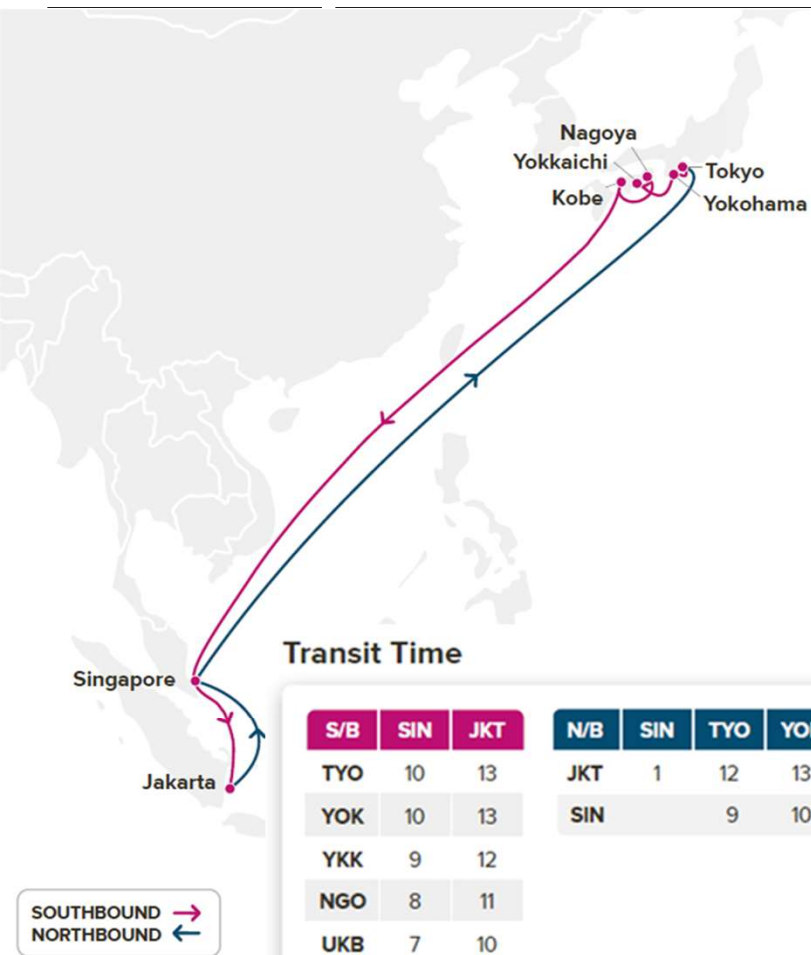 Nagoya
Yokkaichi
Tokyo
Kobe
Yokohama
Transit Time
Singapore
S/B SIN JKT
TYO 10 13
YOK 10 13
YKK 9 12
NGO 8 11
UKB 7 10
N/B SIN TYO
JKT 1 12 13
SIN 9 10
Jakarta
SOUTHBOUND
NORTHBOUND